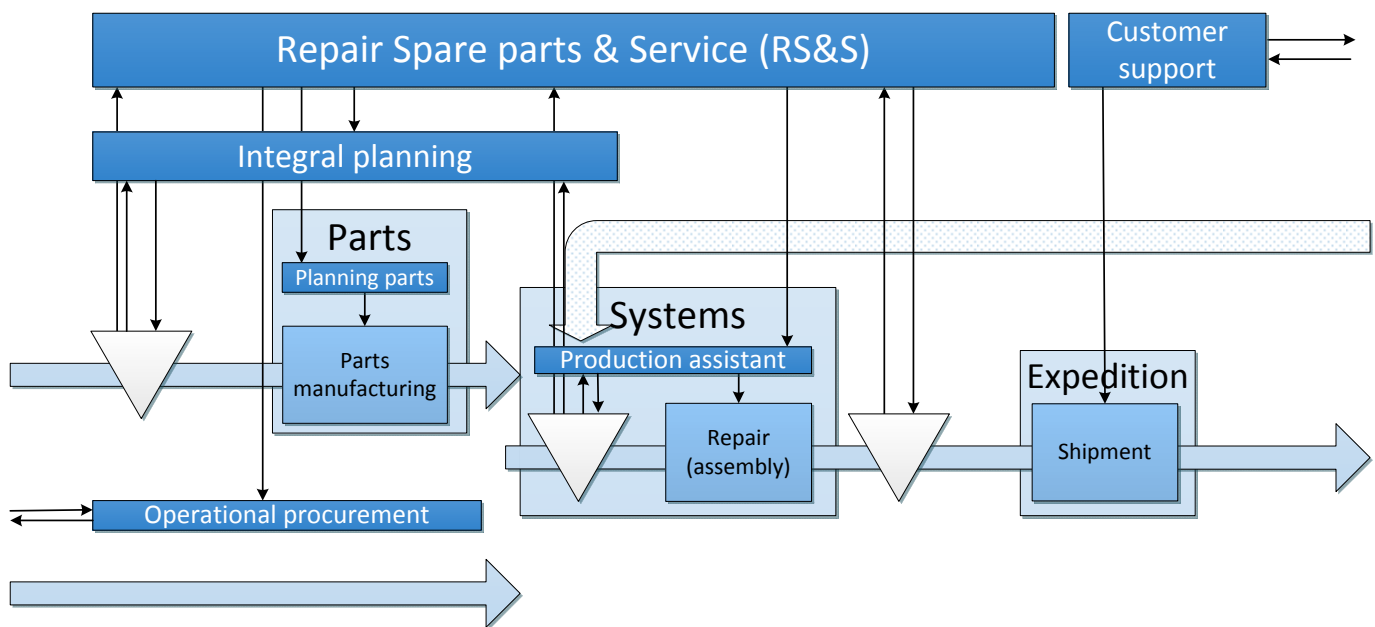 Repair Spare parts & Service (RS&S)
Customer
support
Integral planning
Parts
Planning parts
Parts
manufacturing
Systems
Production assistant
Repair
(assembly)
Expedition
Shipment
Operational procurement